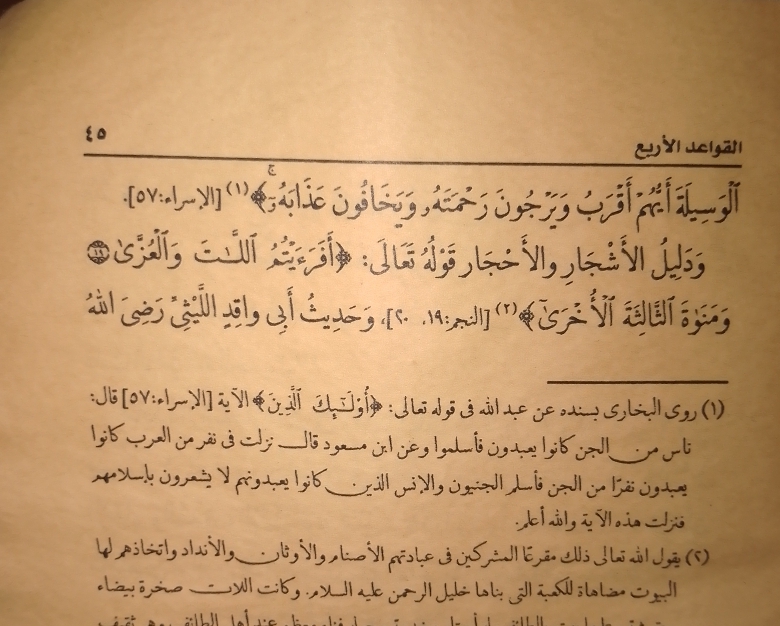 القواعد الأربع ٤٥
ٱلْوَسِيلَةَ أَيُّهُمْ أَقْرَبُ وَيَرْجُونَ رَحْمَتَهُۥ وَيَخَافُونَ عَذَابَهُۥٓ ۚ﴾(١) [الإسراء:٥٧].
وَدَلِيلُ الأَشْجَارِ والأَحْجَارِ قَوْلُهُ تَعَالَى: ﴿أَفَرَءَيْتُمُ ٱللَّـٰتَ وَٱلْعُزَّىٰ ١٩
وَمَنَوٰةَ ٱلثَّالِثَةَ ٱلْأُخْرَىٰٓ﴾(٢) [النجم:١٩، ٢٠]، وَحَدِيثُ أَبِى واقِدٍ اللَّيْثِىِّ رَضِىَ اللهُ
(١) روى البخارى بسنده عن عبد الله فى قوله تعالى: ﴿أُوْلَـٰٓئِكَ ٱلَّذِينَ﴾ الآية [الإسراء:٥٧] قال:
ناس من الجن كانوا يعبدون فأسلموا وعن ابن مسعود قال نزلت فى نفر من العرب كانوا
يعبدون نفرًا من الجن فأسلم الجنيون والإنس الذين كانوا يعبدونهم لا يشعرون بإسلامهم
فنزلت هذه الآية والله أعلم.
(٢) يقول الله تعالى ذلك مقرعًا المشركين فى عبادتهم الأصنام والأوثان والأنداد واتخاذهم لها
البيوت مضاهاة للكعبة التى بناها خليل الرحمن عليه السلام. وكانت اللات صخرة بيضاء